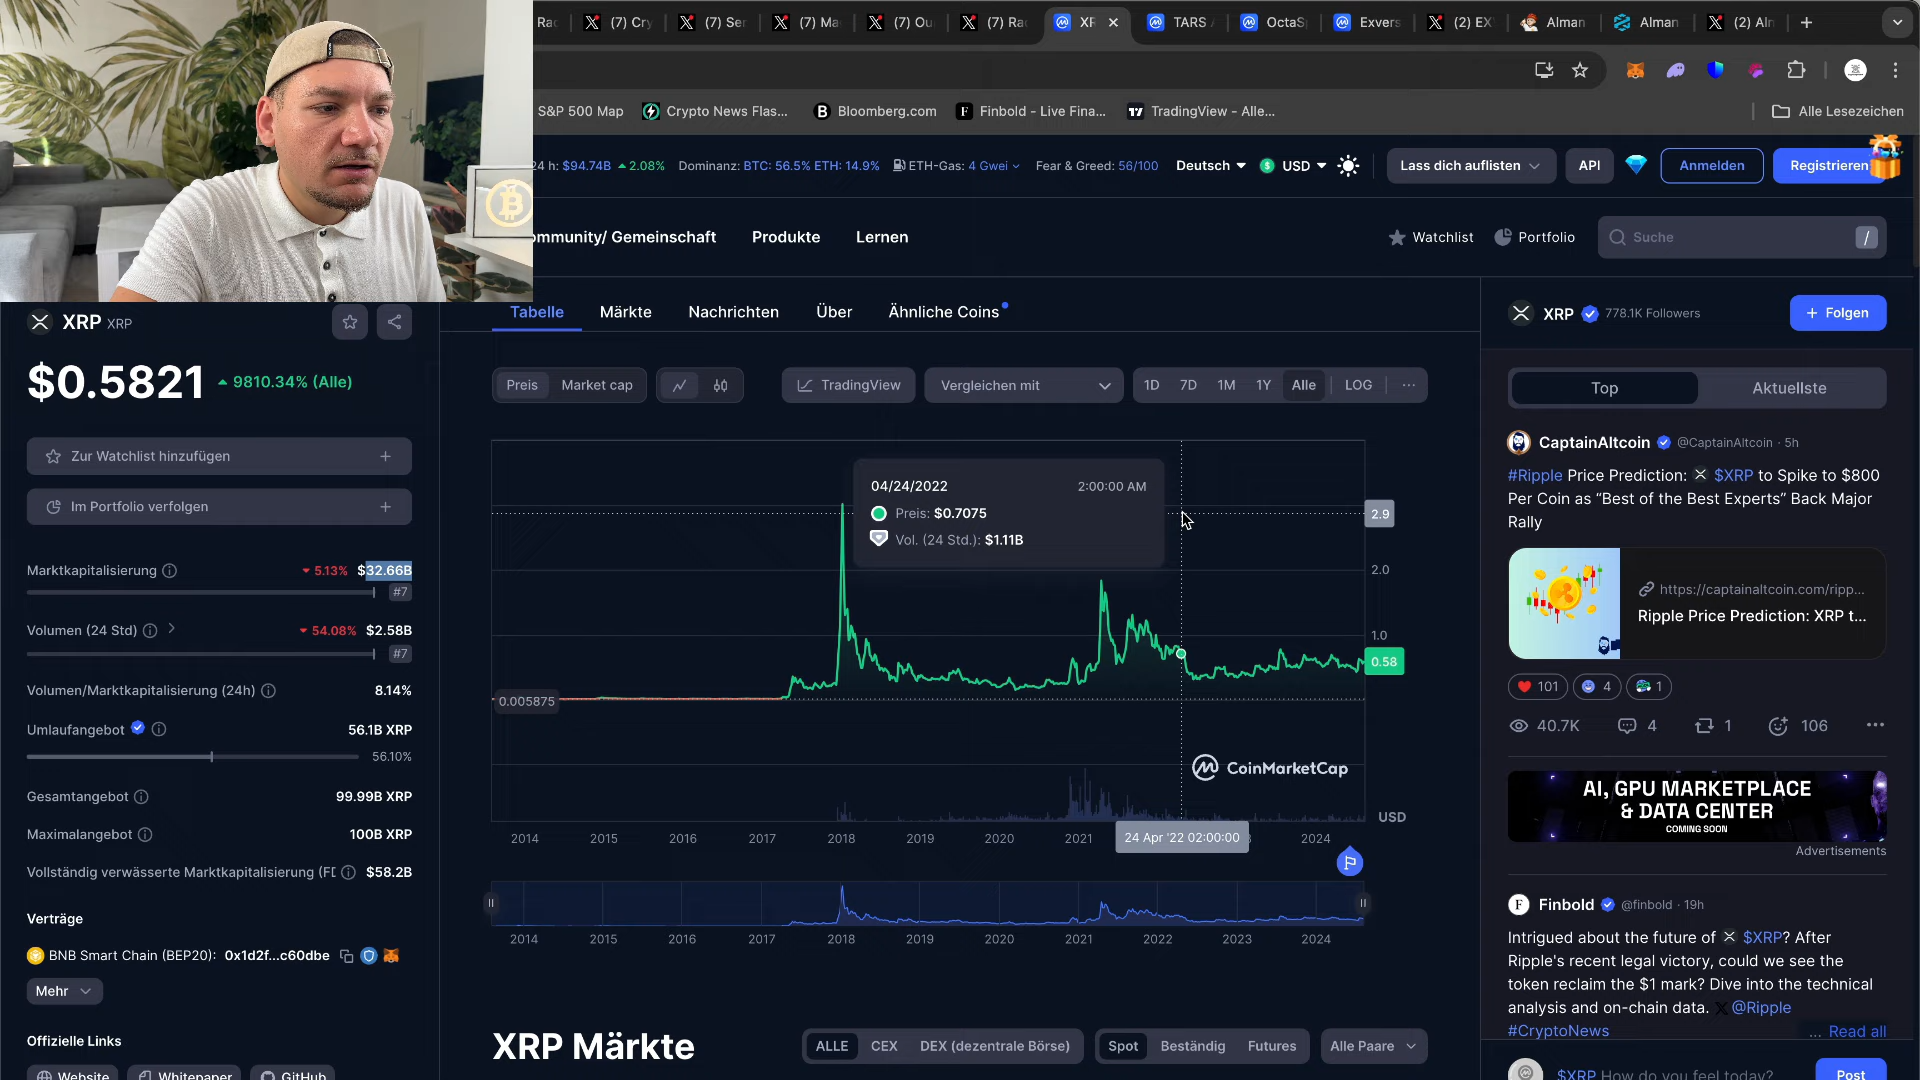 (7) Cry
(7) Ser
(7) Ma
(7) Ou
(7) Ra
XR
TARS
OctaS
Exvers
(2) EX
Alman
Alman
(2) Aln
S&P 500 Map
Crypto News Flas...
Bloomberg.com
Finbold - Live Fina...
TradingView - Alle...
Alle Lesezeichen
24 h: $94.74B 2.08%
Dominanz: BTC: 56.5% ETH: 14.9%
ETH-Gas: 4 Gwei
Fear & Greed: 56/100
Deutsch
USD
Lass dich auflisten
API
Anmelden
Registrieren
ommunity/ Gemeinschaft
Produkte
Lernen
Watchlist
Portfolio
Suche
/
XRP XRP
$0.5821 9810.34% (Alle)
Zur Watchlist hinzufügen
Im Portfolio verfolgen
Marktkapitalisierung 5.13% $32.66B
#7
Volumen (24 Std) 54.08% $2.58B
#7
Volumen/Marktkapitalisierung (24h) 8.14%
Umlaufangebot 56.1B XRP
56.10%
Gesamtangebot 99.99B XRP
Maximalangebot 100B XRP
Vollständig verwässerte Marktkapitalisierung (FD $58.2B
Verträge
BNB Smart Chain (BEP20): 0x1d2f...c60dbe
Mehr
Offizielle Links
Website Whitepaper GitHub
Tabelle Märkte Nachrichten Über Ähnliche Coins
Preis Market cap
TradingView
Vergleichen mit
1D 7D 1M 1Y Alle LOG ...
04/24/2022 2:00:00 AM
Preis: $0.7075
Vol. (24 Std.): $1.11B
2.9
2.0
1.0
0.58
0.005875
CoinMarketCap
USD
2014 2015 2016 2017 2018 2019 2020 2021 24 Apr '22 02:00:00 2024
2014 2015 2016 2017 2018 2019 2020 2021 2022 2023 2024
XRP Märkte
ALLE CEX DEX (dezentrale Börse)
Spot Beständig Futures
Alle Paare
XRP 778.1K Followers
+ Folgen
Top Aktuellste
CaptainAltcoin @CaptainAltcoin · 5h
#Ripple Price Prediction: $XRP to Spike to $800
Per Coin as “Best of the Best Experts” Back Major
Rally
https://captainaltcoin.com/ripp...
Ripple Price Prediction: XRP t...
101 4 1
40.7K 4 1 106
AI, GPU MARKETPLACE
& DATA CENTER
COMING SOON
Advertisements
Finbold @finbold · 19h
Intrigued about the future of $XRP? After
Ripple's recent legal victory, could we see the
token reclaim the $1 mark? Dive into the technical
analysis and on-chain data. @Ripple
#CryptoNews ... Read all
$XRP How do you feel today?
Post